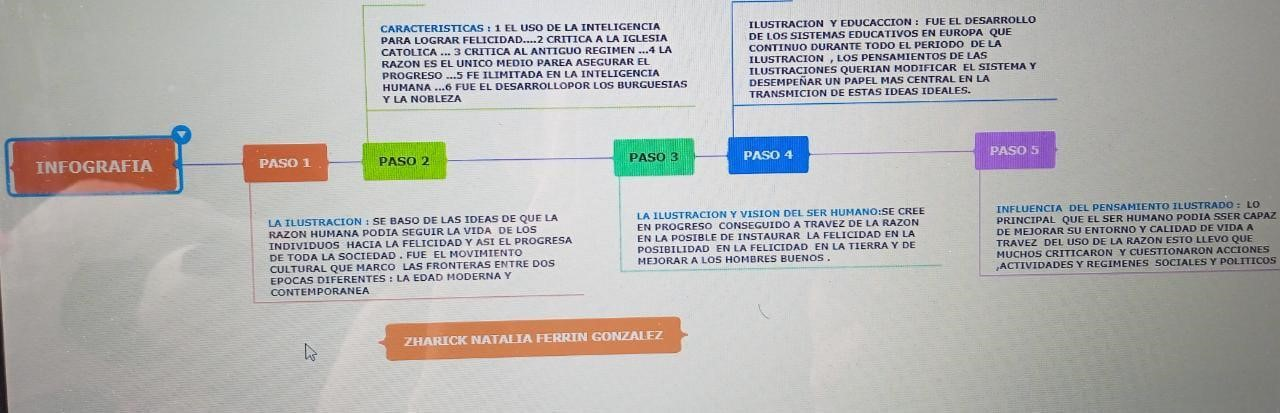 CARACTERISTICAS : 1 EL USO DE LA INTELIGENCIA
PARA LOGRAR FELICIDAD....2 CRITICA A LA IGLESIA
CATOLICA ... 3 CRITICA AL ANTIGUO REGIMEN ...4 LA
RAZON ES EL UNICO MEDIO PAREA ASEGURAR EL
PROGRESO ...5 FE ILIMITADA EN LA INTELIGENCIA
HUMANA ...6 FUE EL DESARROLLOPOR LOS BURGUESIAS
Y LA NOBLEZA
ILUSTRACION Y EDUCACCION : FUE EL DESARROLLO
DE LOS SISTEMAS EDUCATIVOS EN EUROPA QUE
CONTINUO DURANTE TODO EL PERIODO DE LA
ILUSTRACION , LOS PENSAMIENTOS DE LAS
ILUSTRACIONES QUERIAN MODIFICAR EL SISTEMA Y
DESEMPEÑAR UN PAPEL MAS CENTRAL EN LA
TRANSMICION DE ESTAS IDEAS IDEALES.
INFOGRAFIA
PASO 1
PASO 2
PASO 3
PASO 4
PASO 5
LA ILUSTRACION : SE BASO DE LAS IDEAS DE QUE LA
RAZON HUMANA PODIA SEGUIR LA VIDA DE LOS
INDIVIDUOS HACIA LA FELICIDAD Y ASI EL PROGRESA
DE TODA LA SOCIEDAD . FUE EL MOVIMIENTO
CULTURAL QUE MARCO LAS FRONTERAS ENTRE DOS
EPOCAS DIFERENTES : LA EDAD MODERNA Y
CONTEMPORANEA
LA ILUSTRACION Y VISION DEL SER HUMANO:SE CREE
EN PROGRESO CONSEGUIDO A TRAVEZ DE LA RAZON
EN LA POSIBLE DE INSTAURAR LA FELICIDAD EN LA
POSIBILIDAD EN LA FELICIDAD EN LA TIERRA Y DE
MEJORAR A LOS HOMBRES BUENOS .
INFLUENCIA DEL PENSAMIENTO ILUSTRADO : LO
PRINCIPAL QUE EL SER HUMANO PODIA SSER CAPAZ
DE MEJORAR SU ENTORNO Y CALIDAD DE VIDA A
TRAVEZ DEL USO DE LA RAZON ESTO LLEVO QUE
MUCHOS CRITICARON Y CUESTIONARON ACCIONES
,ACTIVIDADES Y REGIMENES SOCIALES Y POLITICOS
ZHARICK NATALIA FERRIN GONZALEZ